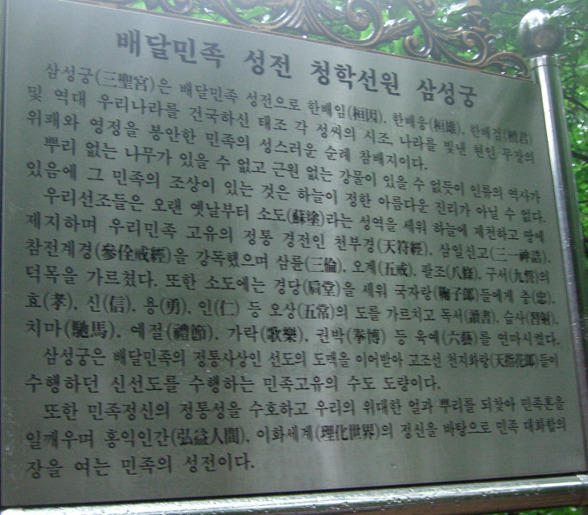 배달민족 성전 청학선원 삼성궁
삼성궁(三聖宮)은 배달민족 성전으로 한배임(桓因), 한배웅(桓雄), 한배검(檀君)
및 역대 우리나라를 건국하신 태조 각 성씨의 시조, 나라를 빛낸 현인 무장의
위패와 영정을 봉안한 민족의 성스러운 순례 참배지이다.
뿌리 없는 나무가 있을 수 없고 근원 없는 강물이 있을 수 없듯이 인류의 역사가
있음에 그 민족의 조상이 있는 것은 하늘이 정한 아름다운 진리가 아닐 수 없다.
우리선조들은 오랜 옛날부터 소도(蘇塗)라는 성역을 세워 하늘에 제천하고 땅에
제지하며 우리민족 고유의 정통 경전인 천부경(天符經), 삼일신고(三一神誥),
참전계경(參佺戒經)을 강독했으며 삼륜(三倫), 오계(五戒), 팔조(八條), 구서(九誓)의
덕목을 가르쳤다. 또한 소도에는 경당(扃堂)을 세워 국자랑들에게 충(忠),
효(孝), 신(信), 용(勇), 인(仁) 등 오상(五常)의 도를 가르치고 독서(讀書), 습사(習射),
치마(馳馬), 예절(禮節), 가락(歌樂), 권박(拳博) 등 육예(六藝)를 연마시켰다.
삼성궁은 배달민족의 정통사상인 선도의 도맥을 이어받아 고조선 천지화랑(天指花郞)들이
수행하던 신선도를 수행하는 민족고유의 수도 도량이다.
또한 민족정신의 정통성을 수호하고 우리의 위대한 얼과 뿌리를 되찾아 민족혼을
일깨우며 홍익인간(弘益人間), 이화세계(理化世界)의 정신을 바탕으로 민족 대화합의
장을 여는 민족의 성전이다.